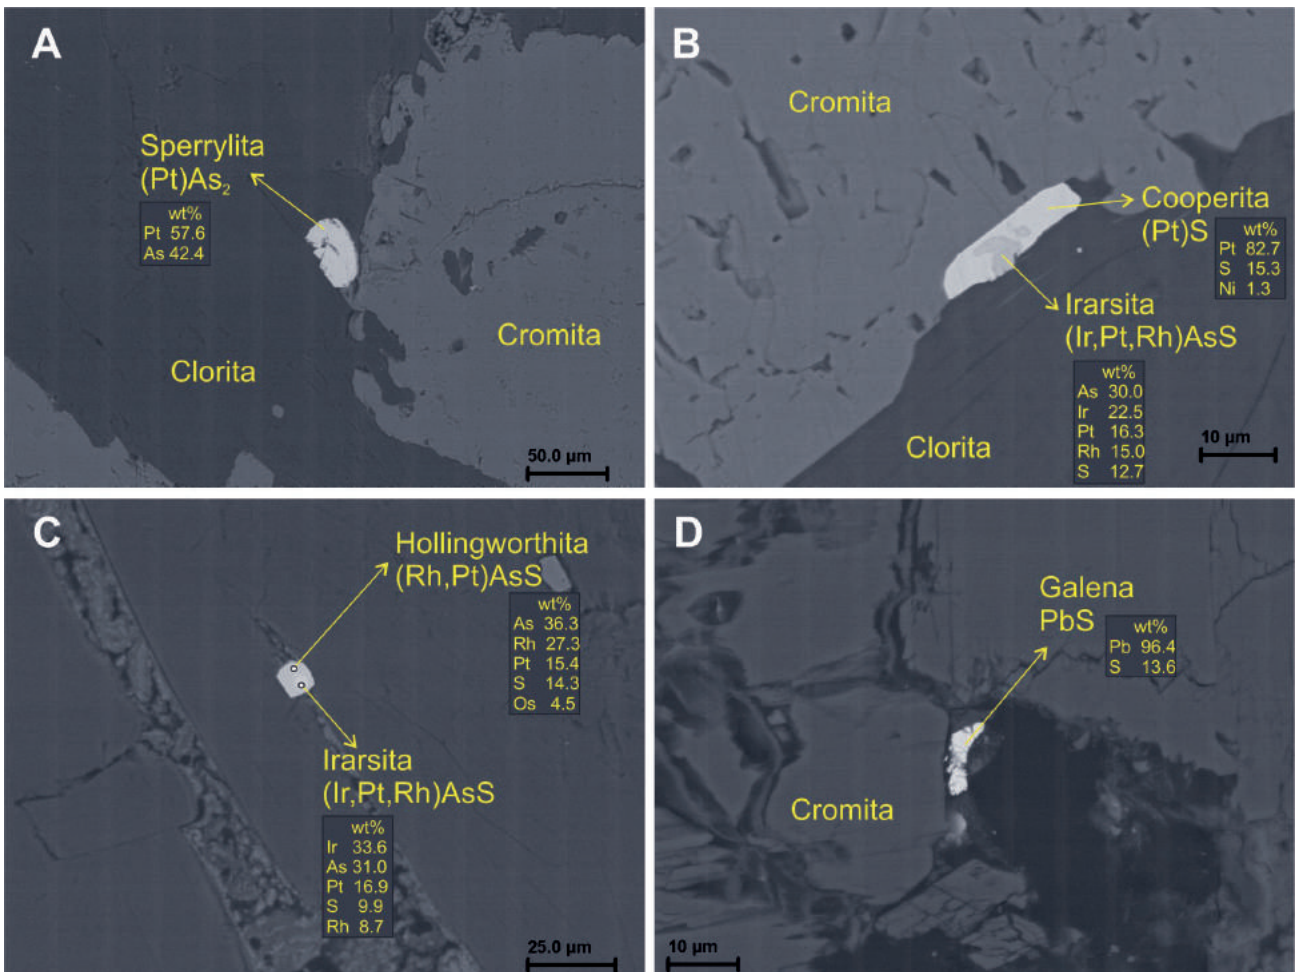 A
Sperrylita
(Pt)As₂
wt%
Pt 57.6
As 42.4
Clorita
Cromita
50.0 µm
B
Cromita
Cooperita
(Pt)S
wt%
Pt 82.7
S 15.3
Ni 1.3
Irarsita
(Ir,Pt,Rh)AsS
wt%
As 30.0
Ir 22.5
Pt 16.3
Rh 15.0
S 12.7
Clorita
10 µm
C
Hollingworthita
(Rh,Pt)AsS
wt%
As 36.3
Rh 27.3
Pt 15.4
S 14.3
Os 4.5
Irarsita
(Ir,Pt,Rh)AsS
wt%
Ir 33.6
As 31.0
Pt 16.9
S 9.9
Rh 8.7
25.0 µm
D
Galena
PbS
wt%
Pb 96.4
S 13.6
Cromita
10 µm